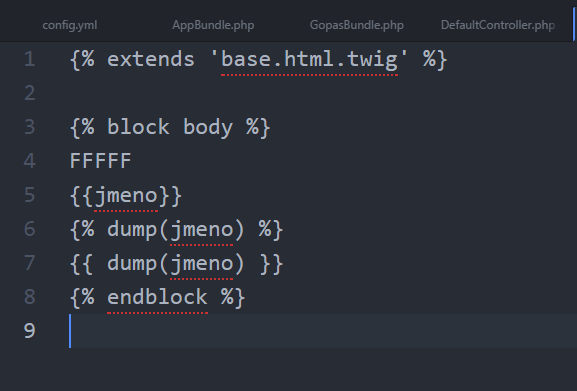 config.yml AppBundle.php GopasBundle.php DefaultController.php
1 {% extends 'base.html.twig' %}
2
3 {% block body %}
4 FFFFF
5 {{jmeno}}
6 {% dump(jmeno) %}
7 {{ dump(jmeno) }}
8 {% endblock %}
9